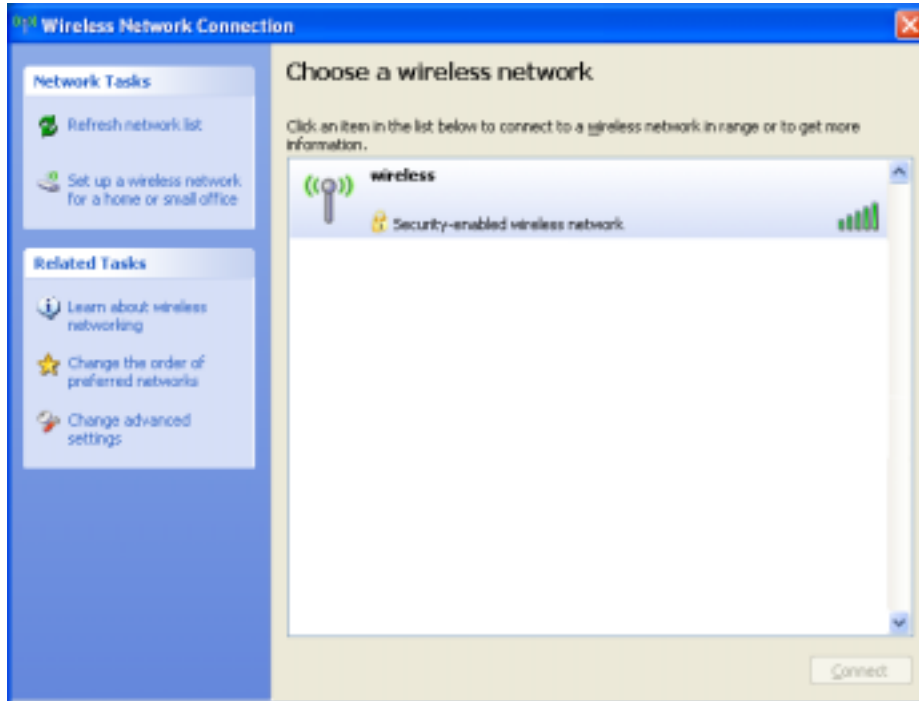 Wireless Network Connection
Network Tasks
Refresh network list
Set up a wireless network
for a home or small office
Related Tasks
Learn about wireless
networking
Change the order of
preferred networks
Change advanced
settings
Choose a wireless network
Click an item in the list below to connect to a wireless network in range or to get more
information.
wireless
Security-enabled wireless network
Connect